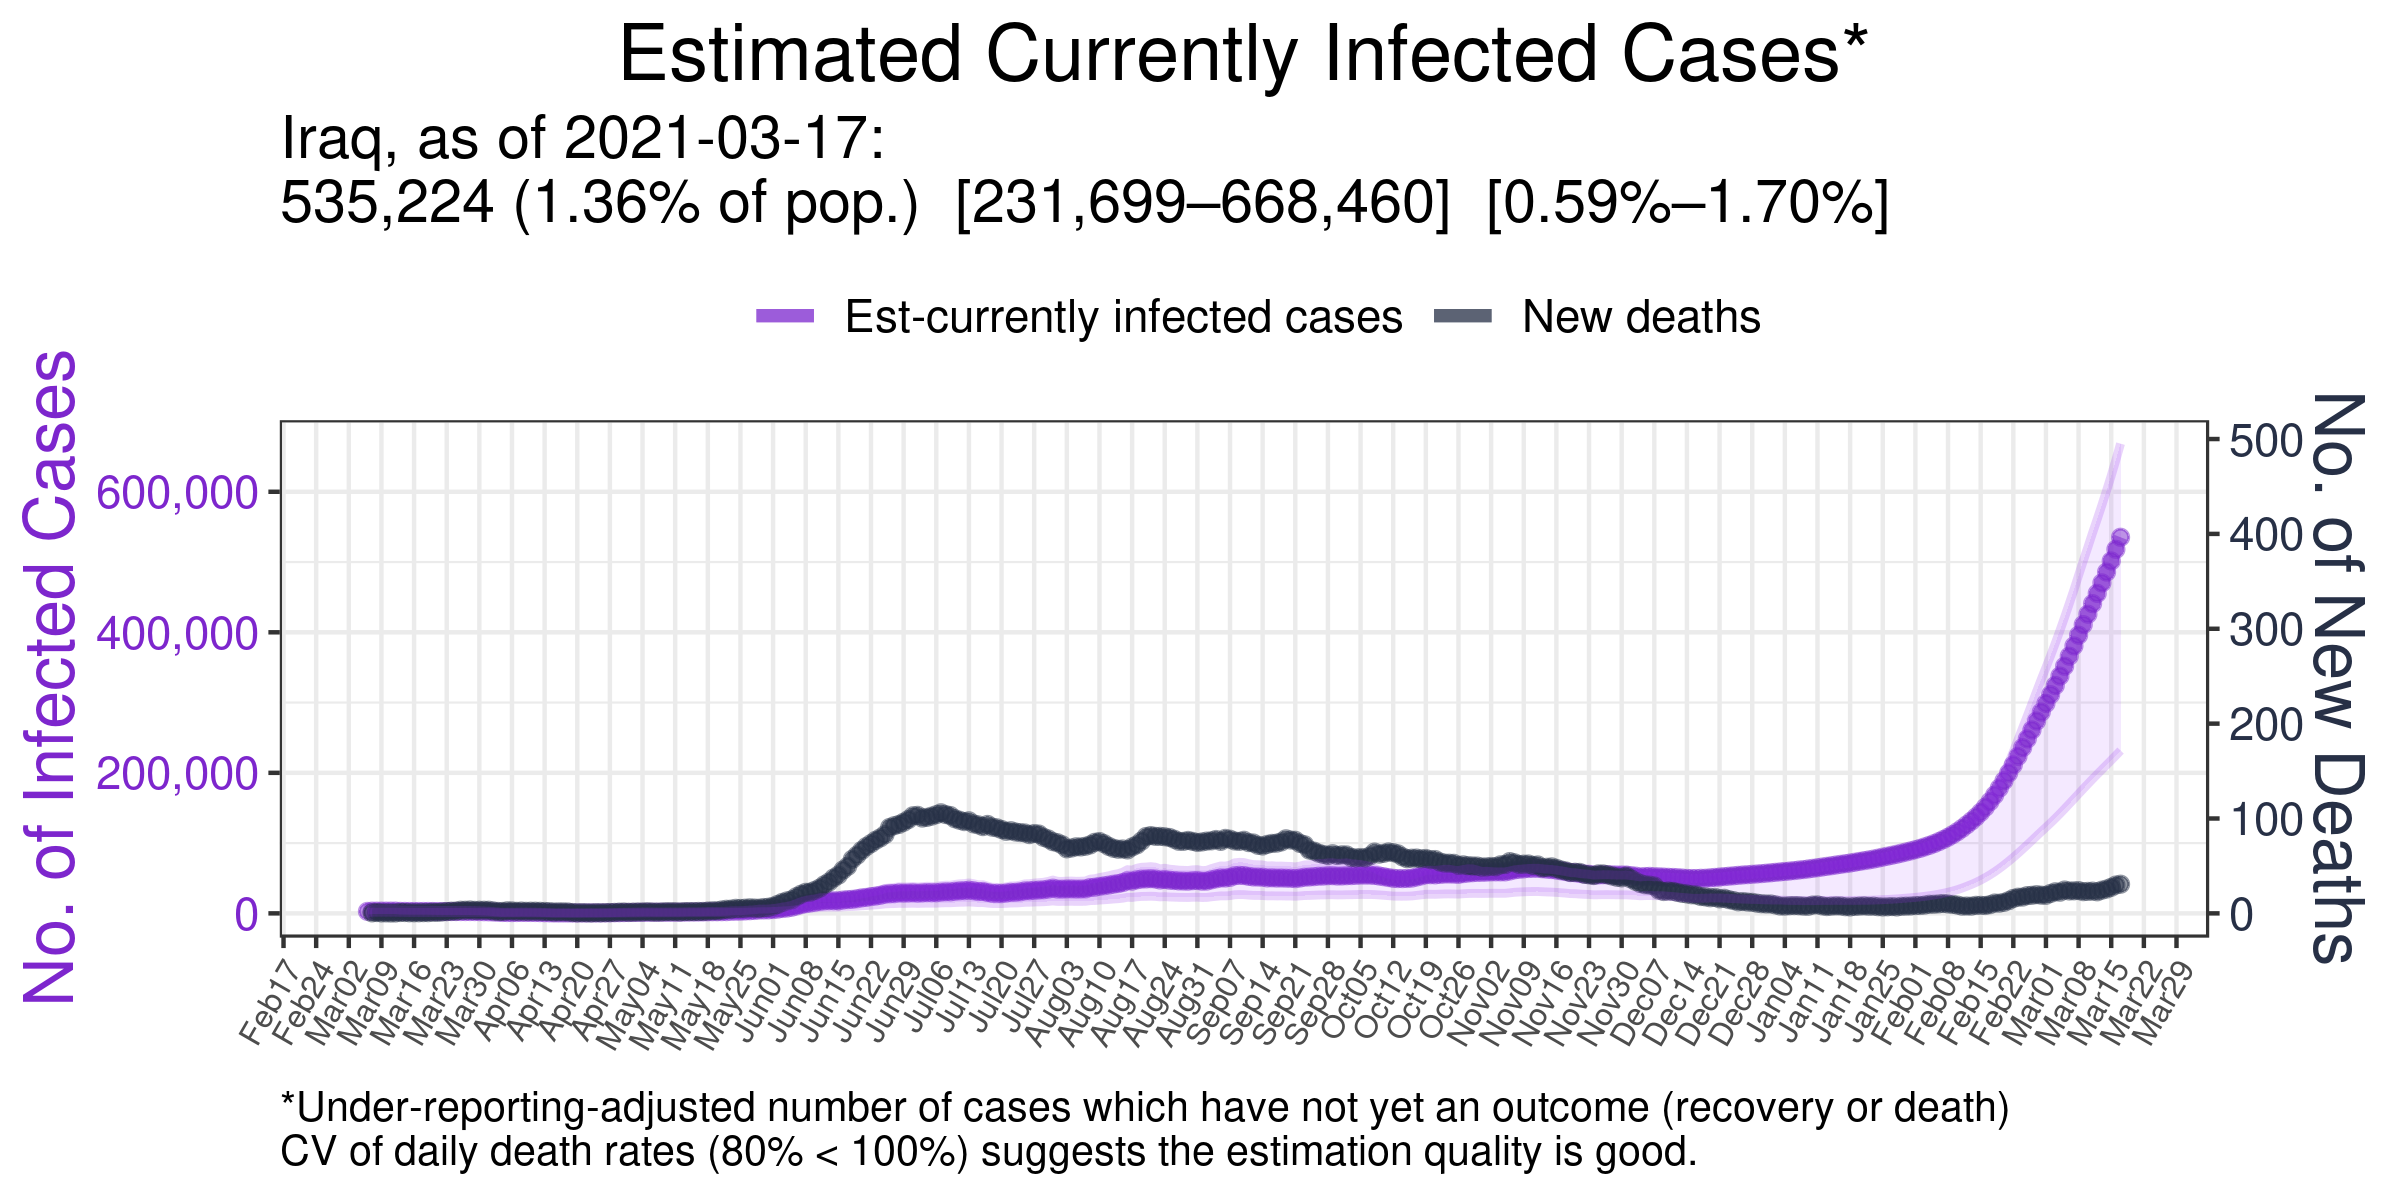 Estimated Currently Infected Cases*
Iraq, as of 2021-03-17:
535,224 (1.36% of pop.)  [231,699–668,460]  [0.59%–1.70%]
Est-currently infected cases
New deaths
No. of Infected Cases
600,000
400,000
200,000
0
500
400
300
200
100
0
No. of New Deaths
Feb17
Feb24
Mar02
Mar09
Mar16
Mar23
Mar30
Apr06
Apr13
Apr20
Apr27
May04
May11
May18
May25
Jun01
Jun08
Jun15
Jun22
Jun29
Jul06
Jul13
Jul20
Jul27
Aug03
Aug10
Aug17
Aug24
Aug31
Sep07
Sep14
Sep21
Sep28
Oct05
Oct12
Oct19
Oct26
Nov02
Nov09
Nov16
Nov23
Nov30
Dec07
Dec14
Dec21
Dec28
Jan04
Jan11
Jan18
Jan25
Feb01
Feb08
Feb15
Feb22
Mar01
Mar08
Mar15
Mar22
Mar29
*Under-reporting-adjusted number of cases which have not yet an outcome (recovery or death)
CV of daily death rates (80% < 100%) suggests the estimation quality is good.